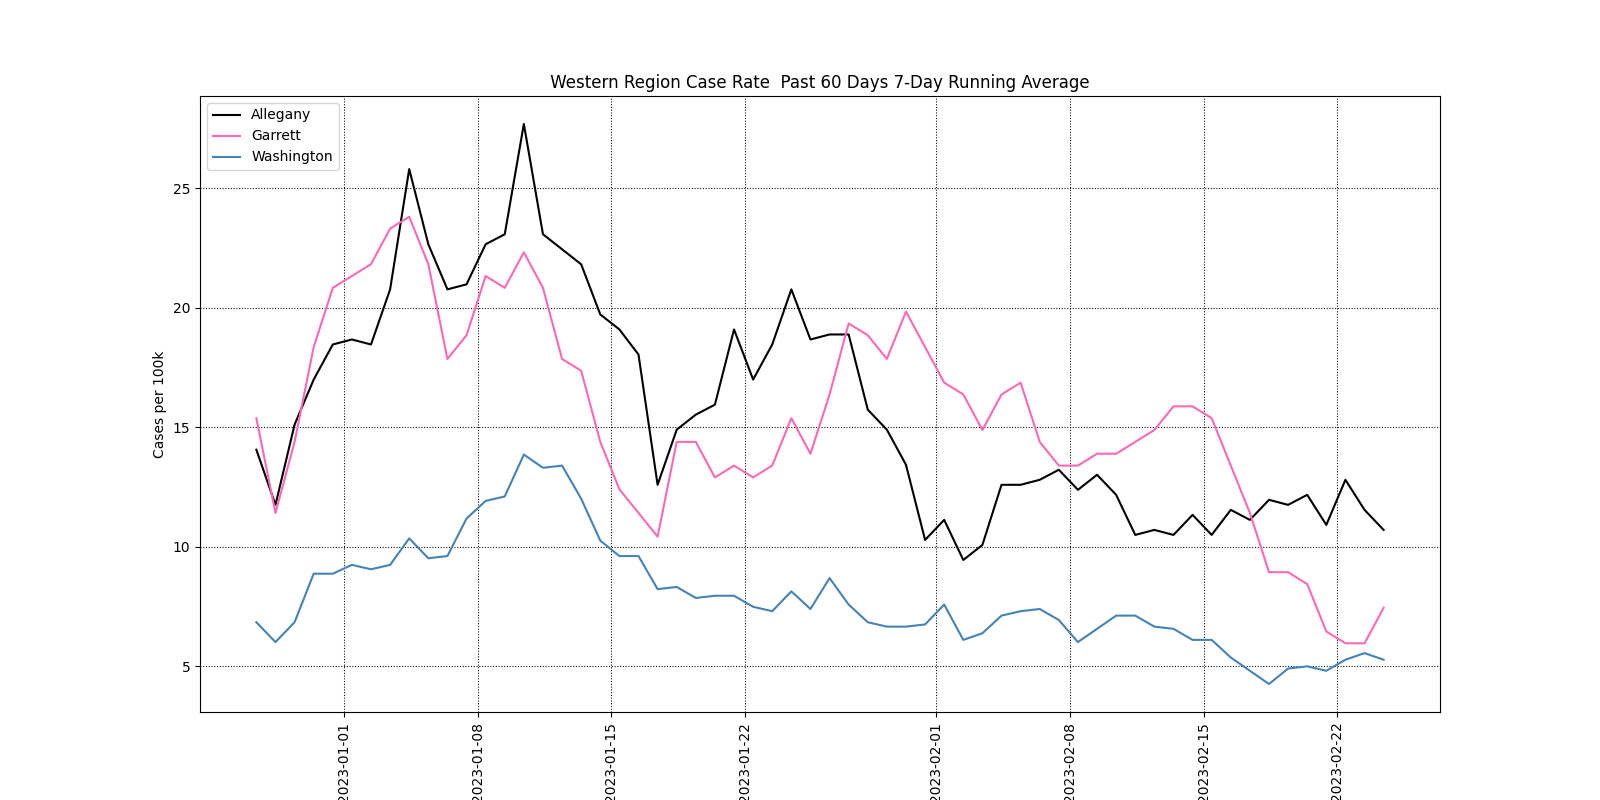 Western Region Case Rate  Past 60 Days 7-Day Running Average
Allegany
Garrett
Washington
25
20
15
10
5
Cases per 100k
2023-01-01
2023-01-08
2023-01-15
2023-01-22
2023-02-01
2023-02-08
2023-02-15
2023-02-22